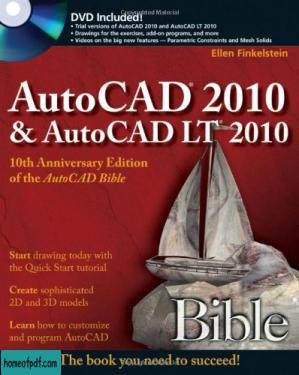 DVD Included!
• Trial versions of AutoCAD 2010 and AutoCAD LT 2010
• Drawings for the exercises, add-on programs, and more
• Videos on the big new features — Parametric Constraints and Mesh Solids
Ellen Finkelstein
AutoCAD® 2010
& AutoCAD LT® 2010
10th Anniversary Edition
of the AutoCAD Bible
Start drawing today with
the Quick Start tutorial
Create sophisticated
2D and 3D models
Learn how to customize
and program AutoCAD
Bible
The book you need to succeed!
homeofpdf.com